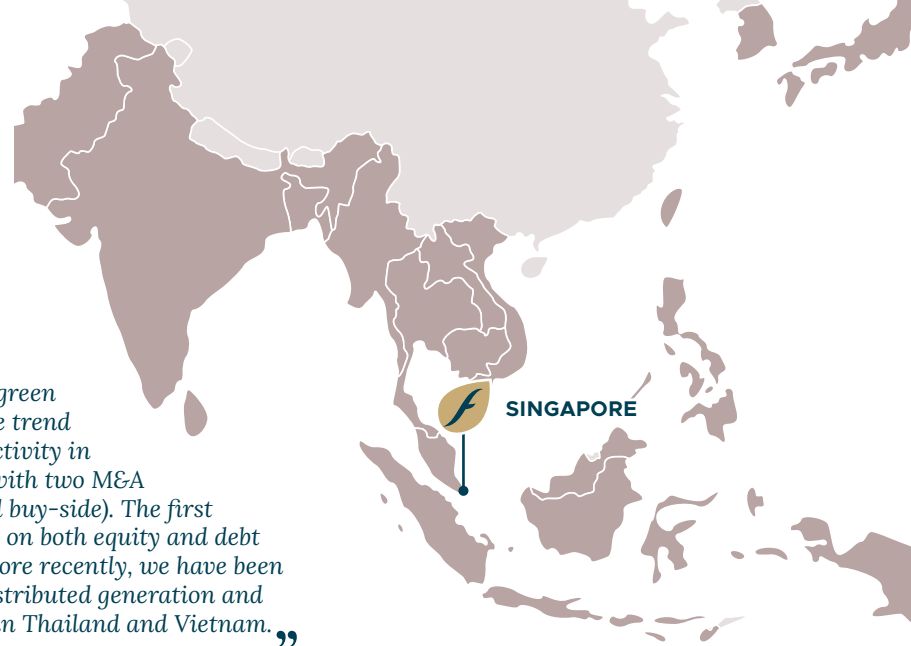 green
trend
in
with two M&A
buy-side). The first
on both equity and debt
ore recently, we have been
stributed generation and
n Thailand and Vietnam.”
SINGAPORE